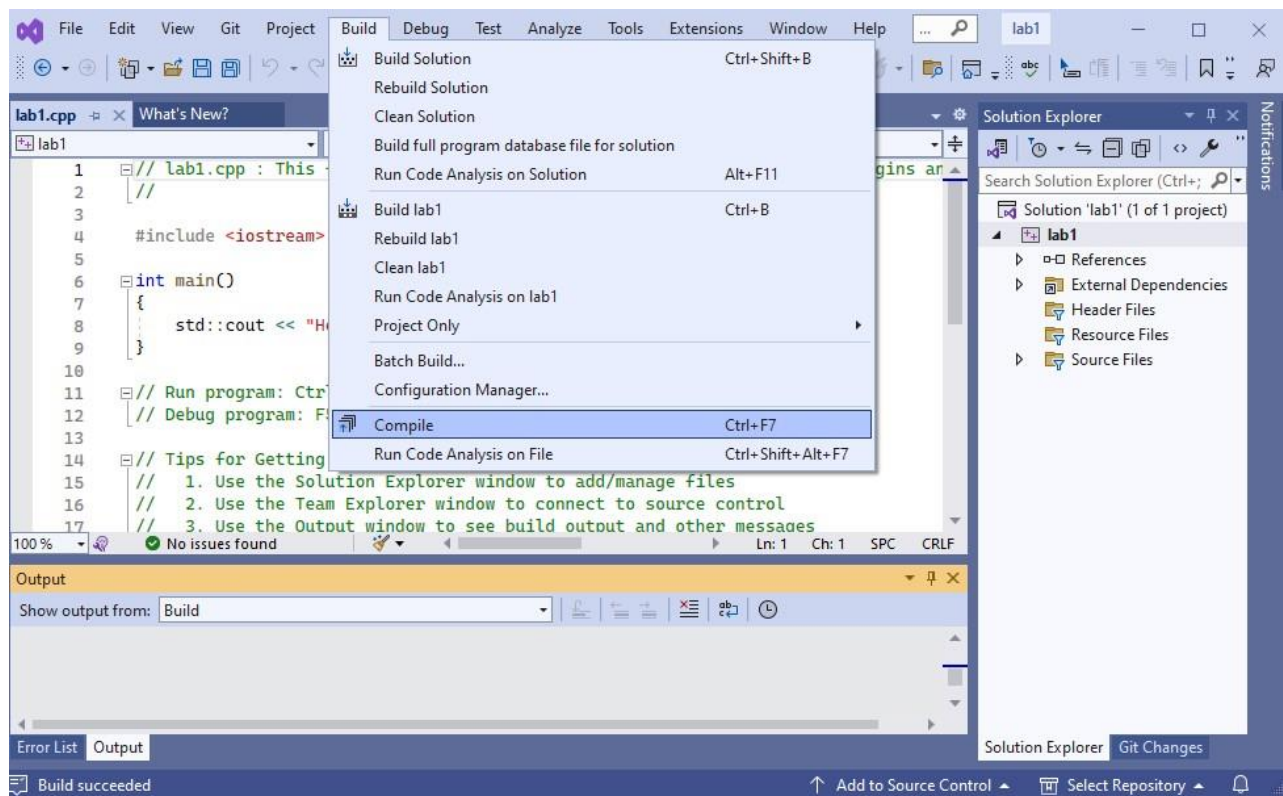 File Edit View Git Project Build Debug Test Analyze Tools Extensions Window Help ... lab1
Build Solution Ctrl+Shift+B
Rebuild Solution
Clean Solution
Build full program database file for solution
Run Code Analysis on Solution Alt+F11
Build lab1 Ctrl+B
Rebuild lab1
Clean lab1
Run Code Analysis on lab1
Project Only
Batch Build...
Configuration Manager...
Compile Ctrl+F7
Run Code Analysis on File Ctrl+Shift+Alt+F7
lab1.cpp What's New?
lab1
1 // lab1.cpp : This gins an
2 //
3
4 #include <iostream>
5
6 int main()
7 {
8 std::cout << "H
9 }
10
11 // Run program: Ctr
12 // Debug program: F
13
14 // Tips for Getting
15 // 1. Use the Solution Explorer window to add/manage files
16 // 2. Use the Team Explorer window to connect to source control
17 // 3. Use the Output window to see build output and other messages
100 % No issues found Ln: 1 Ch: 1 SPC CRLF
Output
Show output from: Build
Error List Output
Solution Explorer
Search Solution Explorer (Ctrl+;
Solution 'lab1' (1 of 1 project)
lab1
References
External Dependencies
Header Files
Resource Files
Source Files
Solution Explorer Git Changes
Notifications
Build succeeded Add to Source Control Select Repository